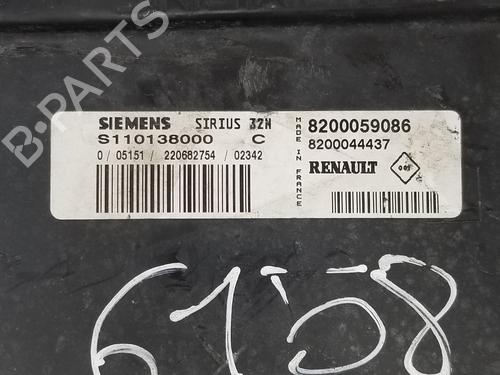 SIEMENS SIRIUS 32N
S110138000 C
0 / 05151 / 220682754 / 02342
MADE IN FRANCE
8200059086
8200044437
RENAULT
6158
B-PARTS